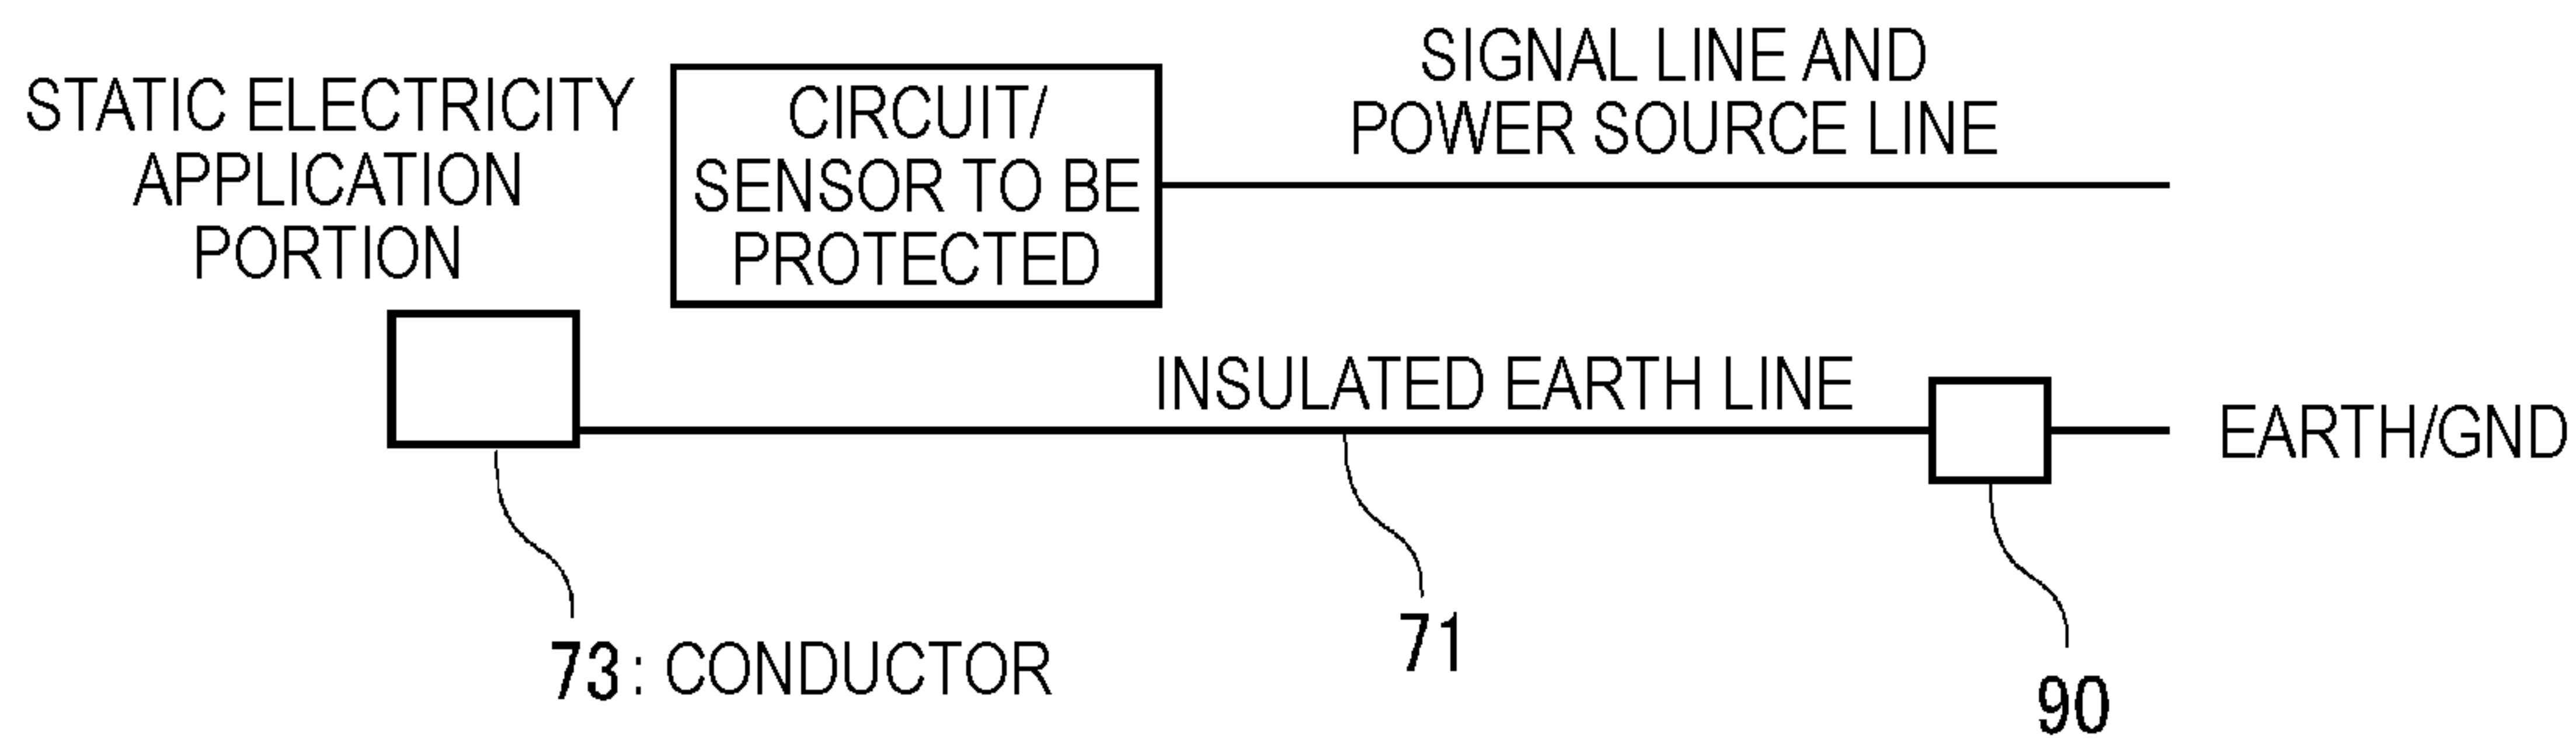 STATIC ELECTRICITY
APPLICATION
PORTION
CIRCUIT/
SENSOR TO BE
PROTECTED
SIGNAL LINE AND
POWER SOURCE LINE
INSULATED EARTH LINE
EARTH/GND
73: CONDUCTOR
71
90